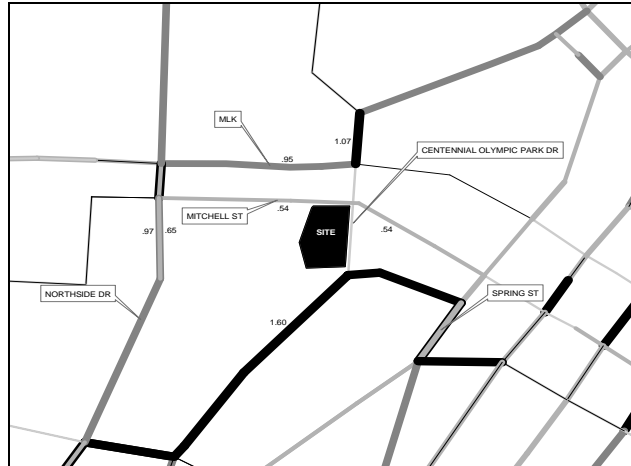 MLK
.95
1.07
CENTENNIAL OLYMPIC PARK DR
MITCHELL ST
.54
SITE
.54
.97
.65
NORTHSIDE DR
SPRING ST
1.60